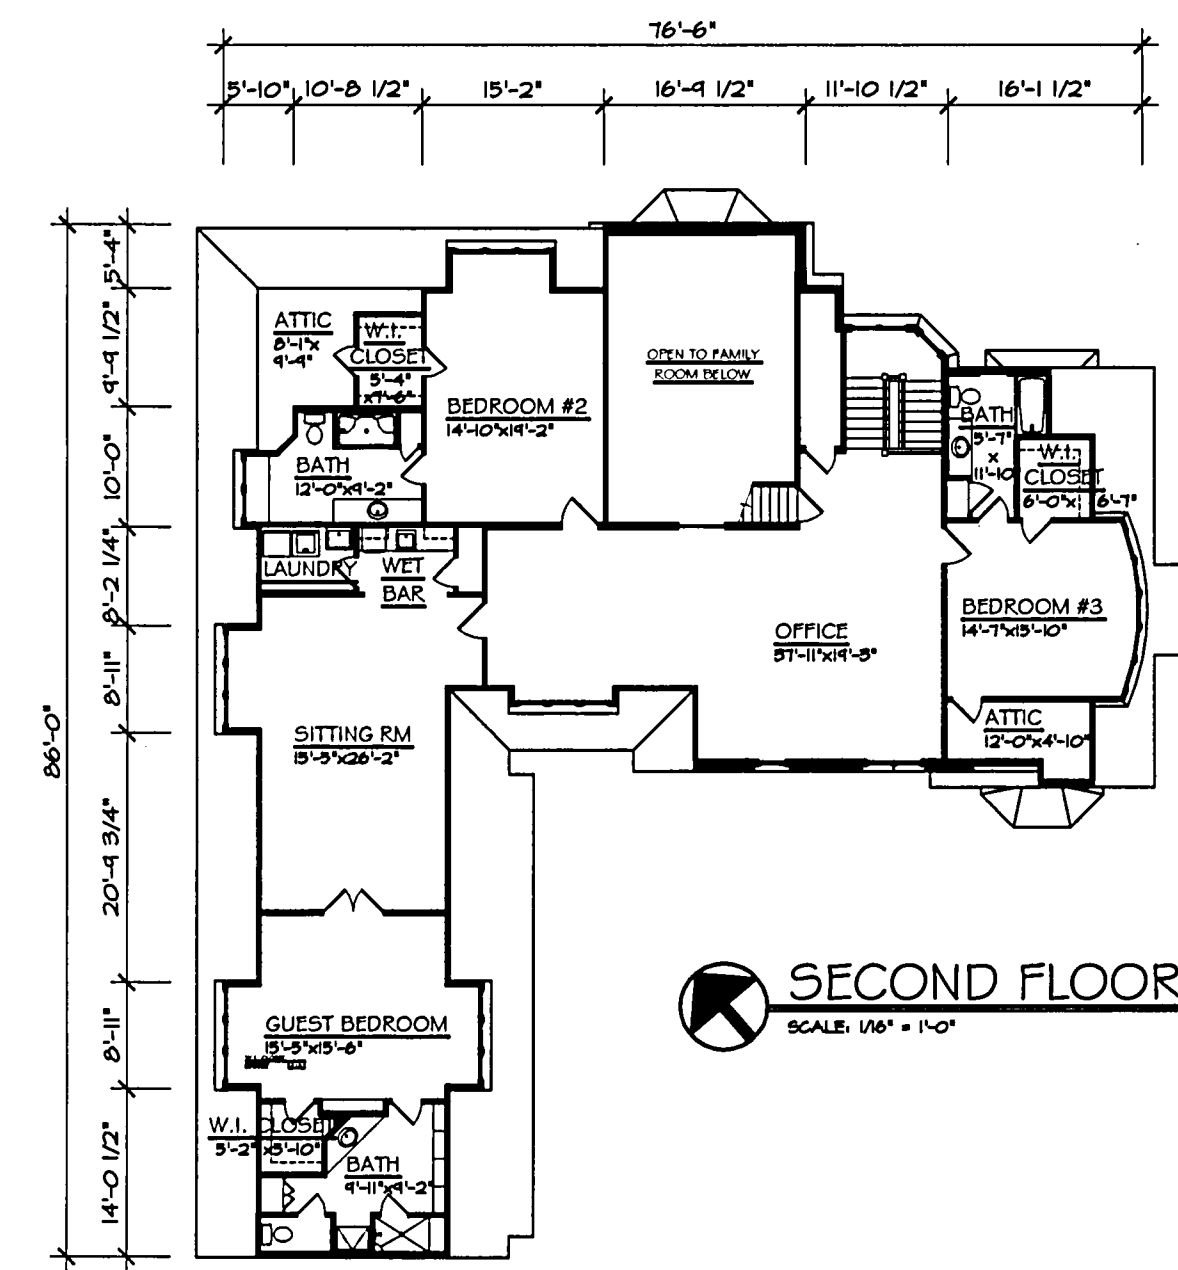 76'-6"
5'-10" 10'-8 1/2" 15'-2" 16'-9 1/2" 11'-10 1/2" 16'-1 1/2"
86'-0"
5'-4"
9'-9 1/2"
10'-0"
8'-2 1/4"
8'-11"
20'-9 3/4"
8'-11"
14'-0 1/2"
ATTIC
8'-1"x
9'-9"
W.I.
CLOSET
5'-4"
x7'-6"
BEDROOM #2
14'-10"x19'-2"
OPEN TO FAMILY
ROOM BELOW
BATH
5'-7"
x
11'-10"
W.I.
CLOSET
6'-0"x 6'-7"
BATH
12'-0"x9'-2"
LAUNDRY
WET
BAR
BEDROOM #3
14'-7"x15'-10"
OFFICE
37'-11"x19'-5"
ATTIC
12'-0"x4'-10"
SITTING RM
15'-5"x26'-2"
SECOND FLOOR
SCALE: 1/16" = 1'-0"
GUEST BEDROOM
15'-5"x15'-6"
W.I. CLOSET
5'-2"x5'-10"
BATH
9'-11"x9'-2"